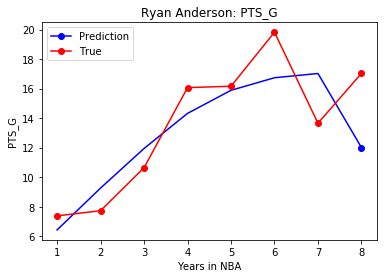 Ryan Anderson: PTS_G
Prediction
True
PTS_G
20
18
16
14
12
10
8
6
1 2 3 4 5 6 7 8
Years in NBA